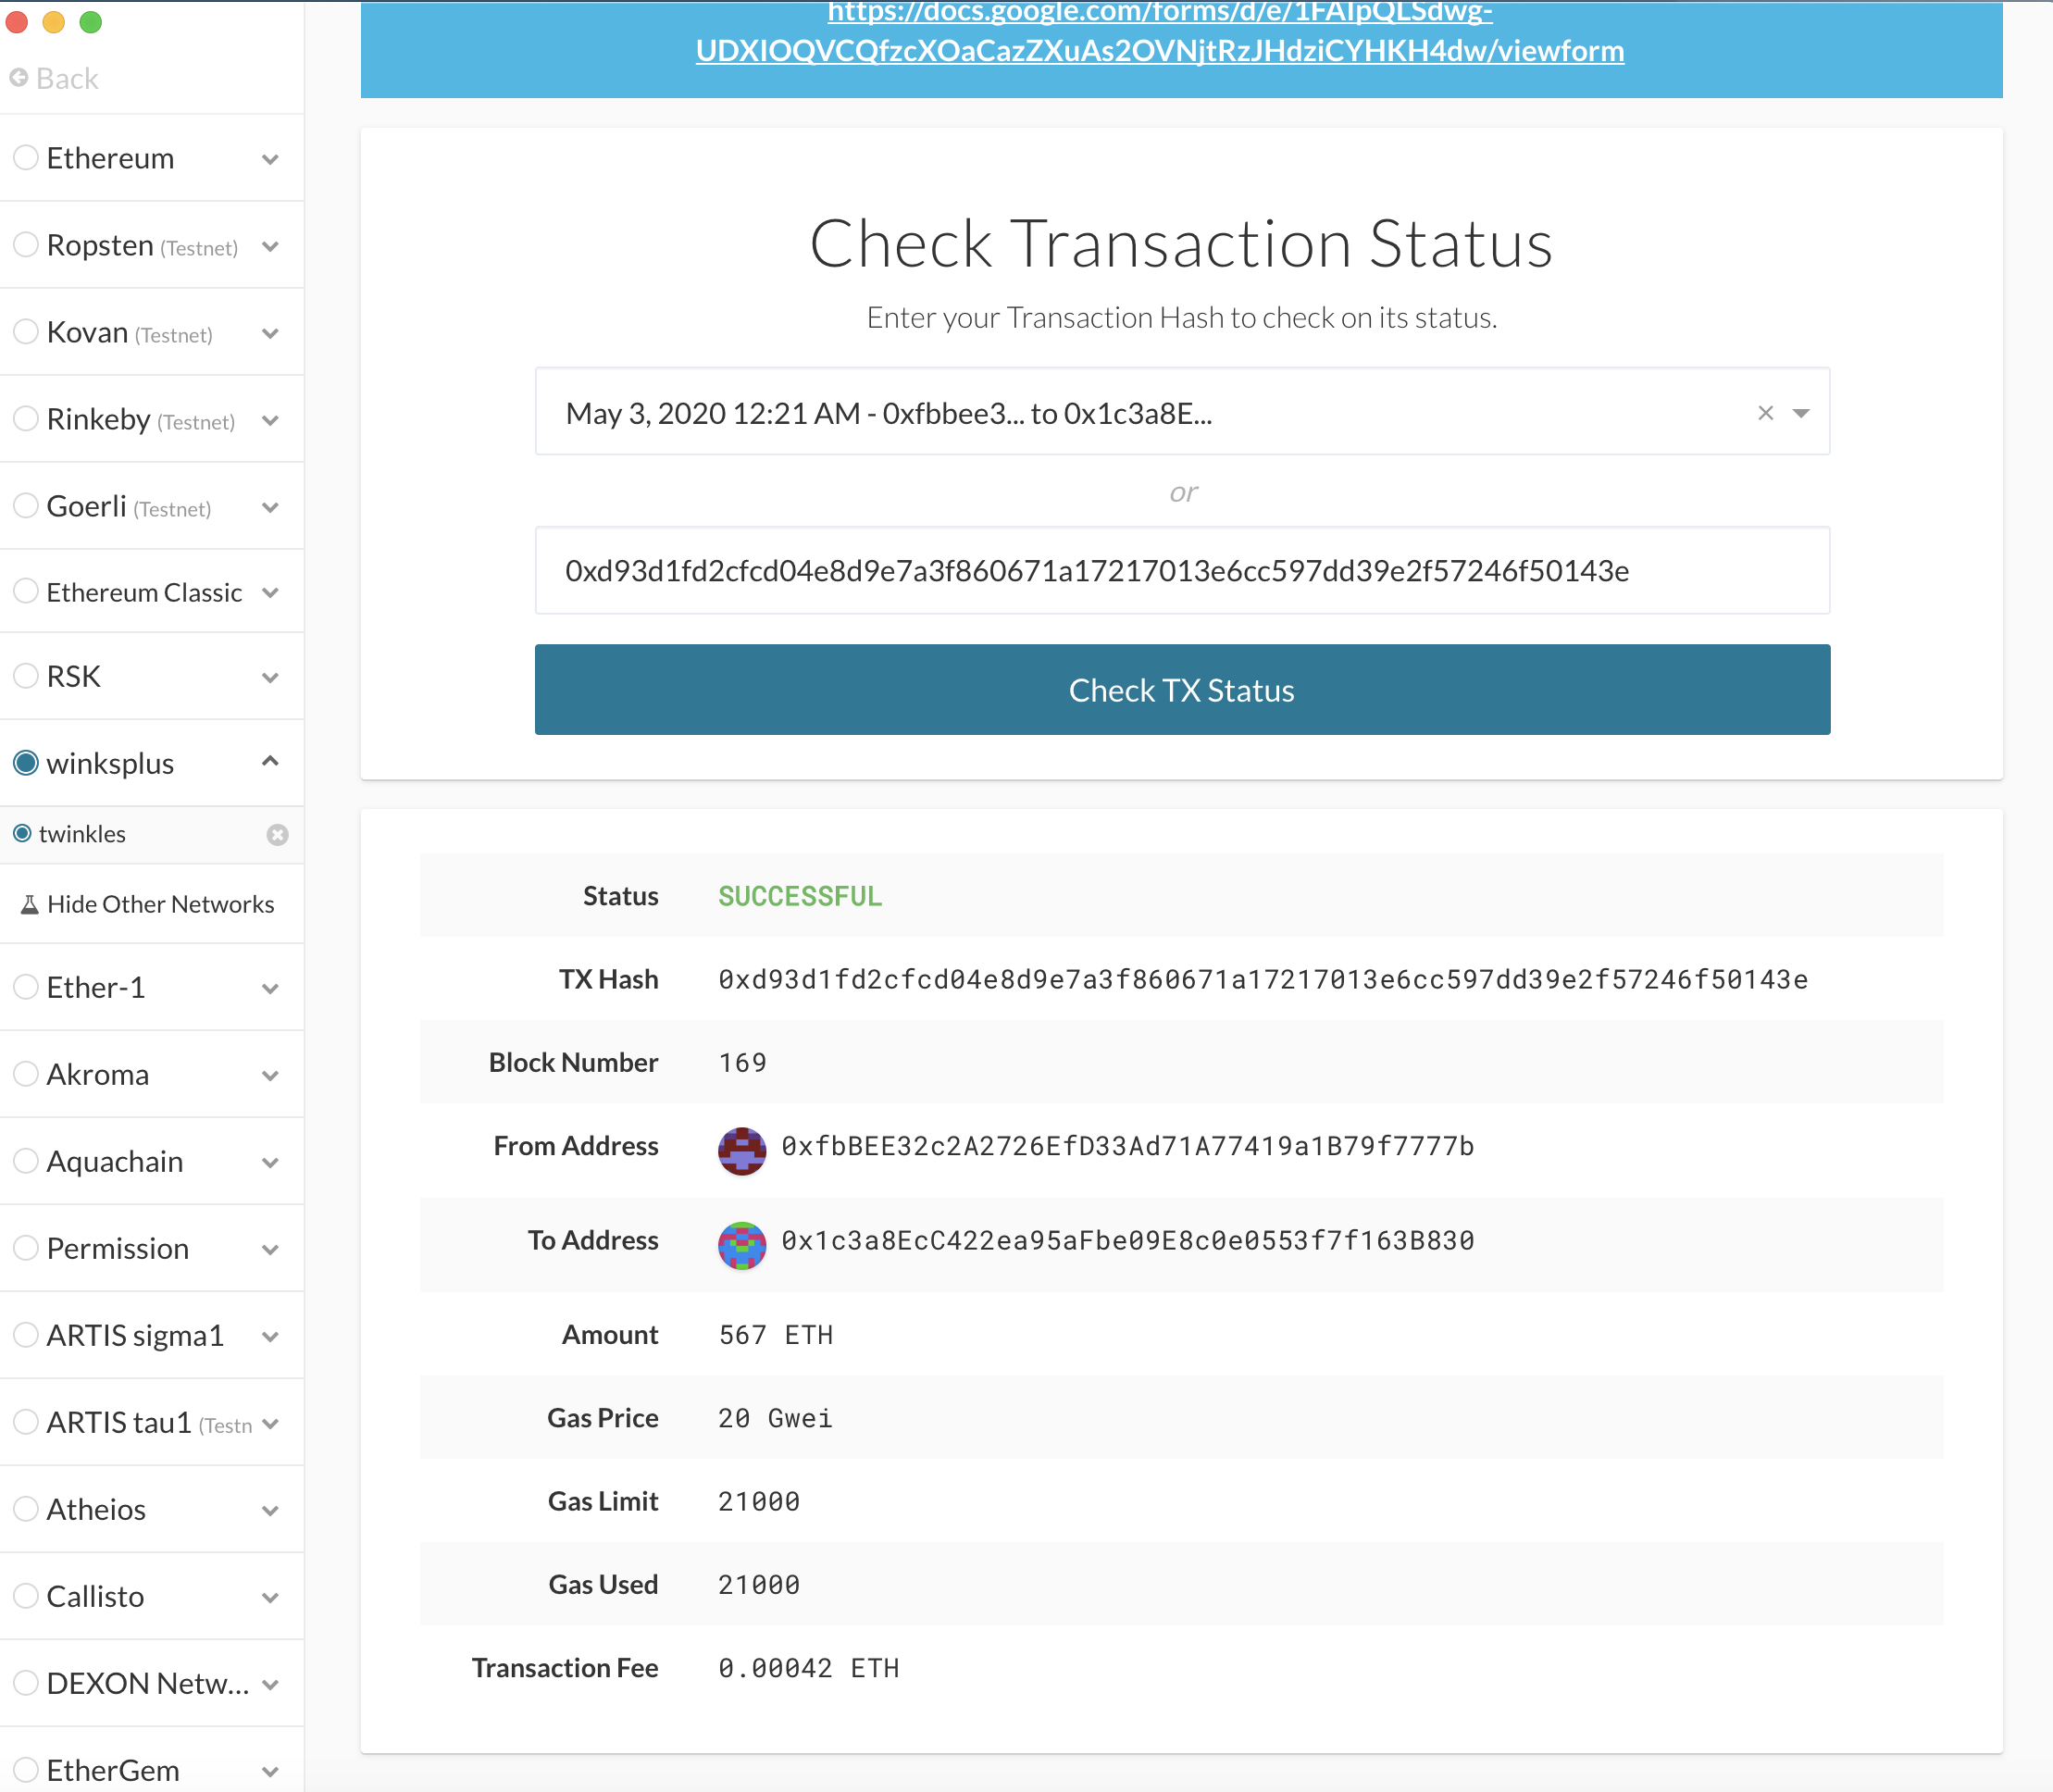 Back
Ethereum
Ropsten (Testnet)
Kovan (Testnet)
Rinkeby (Testnet)
Goerli (Testnet)
Ethereum Classic
RSK
winksplus
twinkles
Hide Other Networks
Ether-1
Akroma
Aquachain
Permission
ARTIS sigma1
ARTIS tau1 (Testn
Atheios
Callisto
DEXON Netw...
EtherGem
https://docs.google.com/forms/d/e/1FAIpQLSdwg-
UDXIOQVCQfzcXOaCazZXuAs2OVNjtRzJHdziCYHKH4dw/viewform
Check Transaction Status
Enter your Transaction Hash to check on its status.
May 3, 2020 12:21 AM - 0xfbbee3... to 0x1c3a8E...
or
0xd93d1fd2cfcd04e8d9e7a3f860671a17217013e6cc597dd39e2f57246f50143e
Check TX Status
Status SUCCESSFUL
TX Hash 0xd93d1fd2cfcd04e8d9e7a3f860671a17217013e6cc597dd39e2f57246f50143e
Block Number 169
From Address 0xfbBEE32c2A2726EfD33Ad71A77419a1B79f7777b
To Address 0x1c3a8EcC422ea95aFbe09E8c0e0553f7f163B830
Amount 567 ETH
Gas Price 20 Gwei
Gas Limit 21000
Gas Used 21000
Transaction Fee 0.00042 ETH